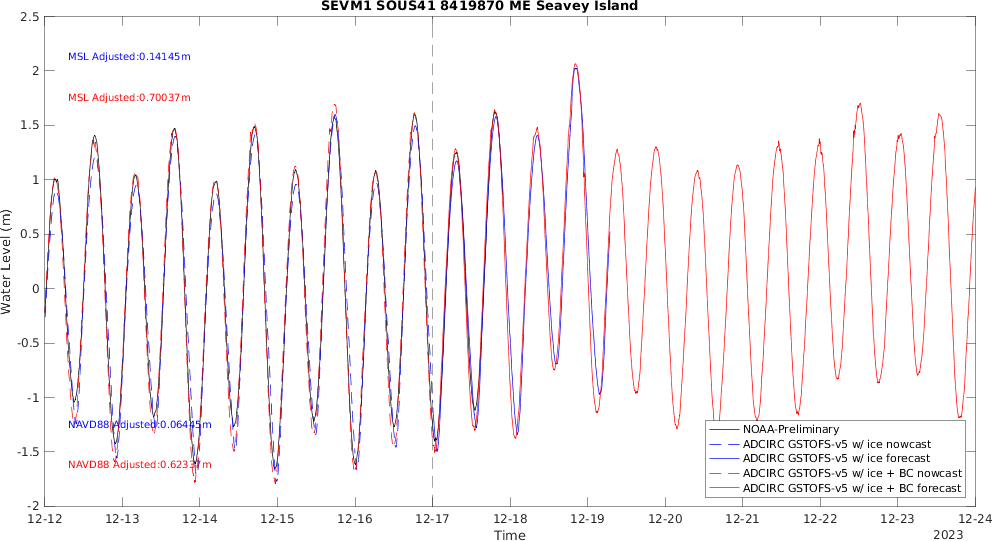 SEVM1 SOUS41 8419870 ME Seavey Island
2.5
2
1.5
1
0.5
0
-0.5
-1
-1.5
-2
Water Level (m)
MSL Adjusted:0.14145m
MSL Adjusted:0.70037m
NAVD88 Adjusted:0.06445m
NAVD88 Adjusted:0.62337m
NOAA-Preliminary
ADCIRC GSTOFS-v5 w/ ice nowcast
ADCIRC GSTOFS-v5 w/ ice forecast
ADCIRC GSTOFS-v5 w/ ice + BC nowcast
ADCIRC GSTOFS-v5 w/ ice + BC forecast
12-12 12-13 12-14 12-15 12-16 12-17 12-18 12-19 12-20 12-21 12-22 12-23 12-24
Time
2023